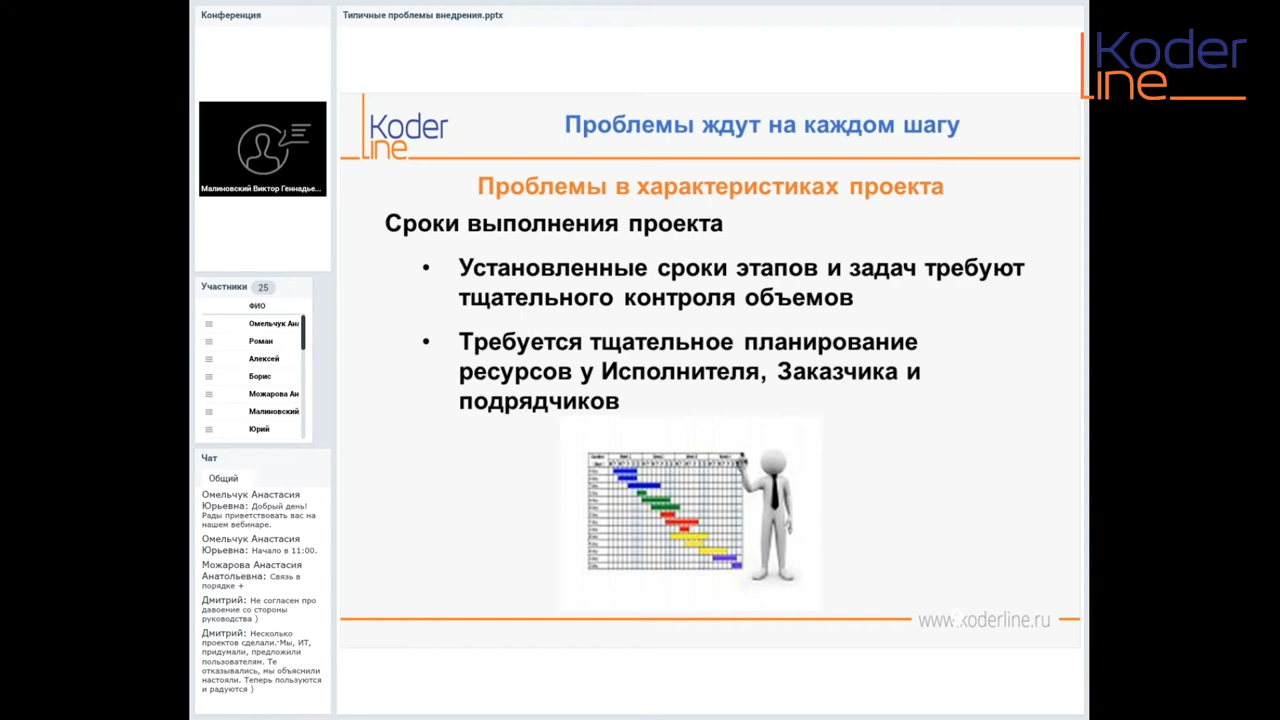 Конференция
Типичные проблемы внедрения.pptx
Koder
line
Малиновский Виктор Геннадье...
Участники 25
ФИО
Омельчук Ана
Роман
Алексей
Борис
Можарова Ан
Малиновский
Юрий
Чат
Общий
Омельчук Анастасия
Юрьевна: Добрый день!
Рады приветствовать вас на
нашем вебинаре.
Омельчук Анастасия
Юрьевна: Начало в 11:00.
Можарова Анастасия
Анатольевна: Связь в
порядке +
Дмитрий: Не согласен про
давоение со стороны
руководства )
Дмитрий: Несколько
проектов сделали. Мы, ИТ,
придумали, предложили
пользователям. Те
отказывались, мы объяснили
настояли. Теперь пользуются
и радуются )
Koder
line
Проблемы ждут на каждом шагу
Проблемы в характеристиках проекта
Сроки выполнения проекта
• Установленные сроки этапов и задач требуют
тщательного контроля объемов
• Требуется тщательное планирование
ресурсов у Исполнителя, Заказчика и
подрядчиков
www.koderline.ru